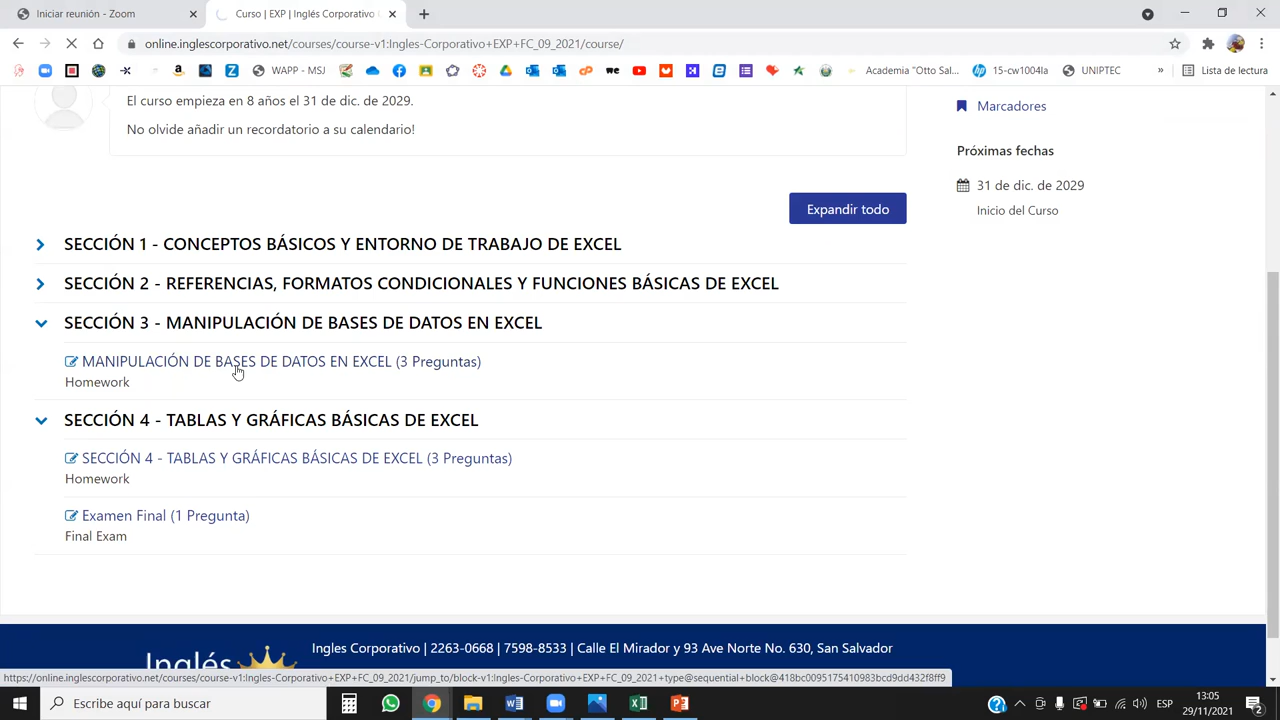 Iniciar reunión - Zoom
Curso | EXP | Inglés Corporativo
online.inglescorporativo.net/courses/course-v1:Ingles-Corporativo+EXP+FC_09_2021/course/
WAPP - MSJ
Academia "Otto Sal...
15-cw1004la
UNIPTEC
Lista de lectura
El curso empieza en 8 años el 31 de dic. de 2029.
No olvide añadir un recordatorio a su calendario!
Marcadores
Próximas fechas
31 de dic. de 2029
Inicio del Curso
Expandir todo
SECCIÓN 1 - CONCEPTOS BÁSICOS Y ENTORNO DE TRABAJO DE EXCEL
SECCIÓN 2 - REFERENCIAS, FORMATOS CONDICIONALES Y FUNCIONES BÁSICAS DE EXCEL
SECCIÓN 3 - MANIPULACIÓN DE BASES DE DATOS EN EXCEL
MANIPULACIÓN DE BASES DE DATOS EN EXCEL (3 Preguntas)
Homework
SECCIÓN 4 - TABLAS Y GRÁFICAS BÁSICAS DE EXCEL
SECCIÓN 4 - TABLAS Y GRÁFICAS BÁSICAS DE EXCEL (3 Preguntas)
Homework
Examen Final (1 Pregunta)
Final Exam
Inglés
Ingles Corporativo | 2263-0668 | 7598-8533 | Calle El Mirador y 93 Ave Norte No. 630, San Salvador
https://online.inglescorporativo.net/courses/course-v1:Ingles-Corporativo+EXP+FC_09_2021/jump_to/block-v1:Ingles-Corporativo+EXP+FC_09_2021+type@sequential+block@418bc0095175410983bcd9dd432f8ff9
Escribe aquí para buscar
ESP
13:05
29/11/2021
2